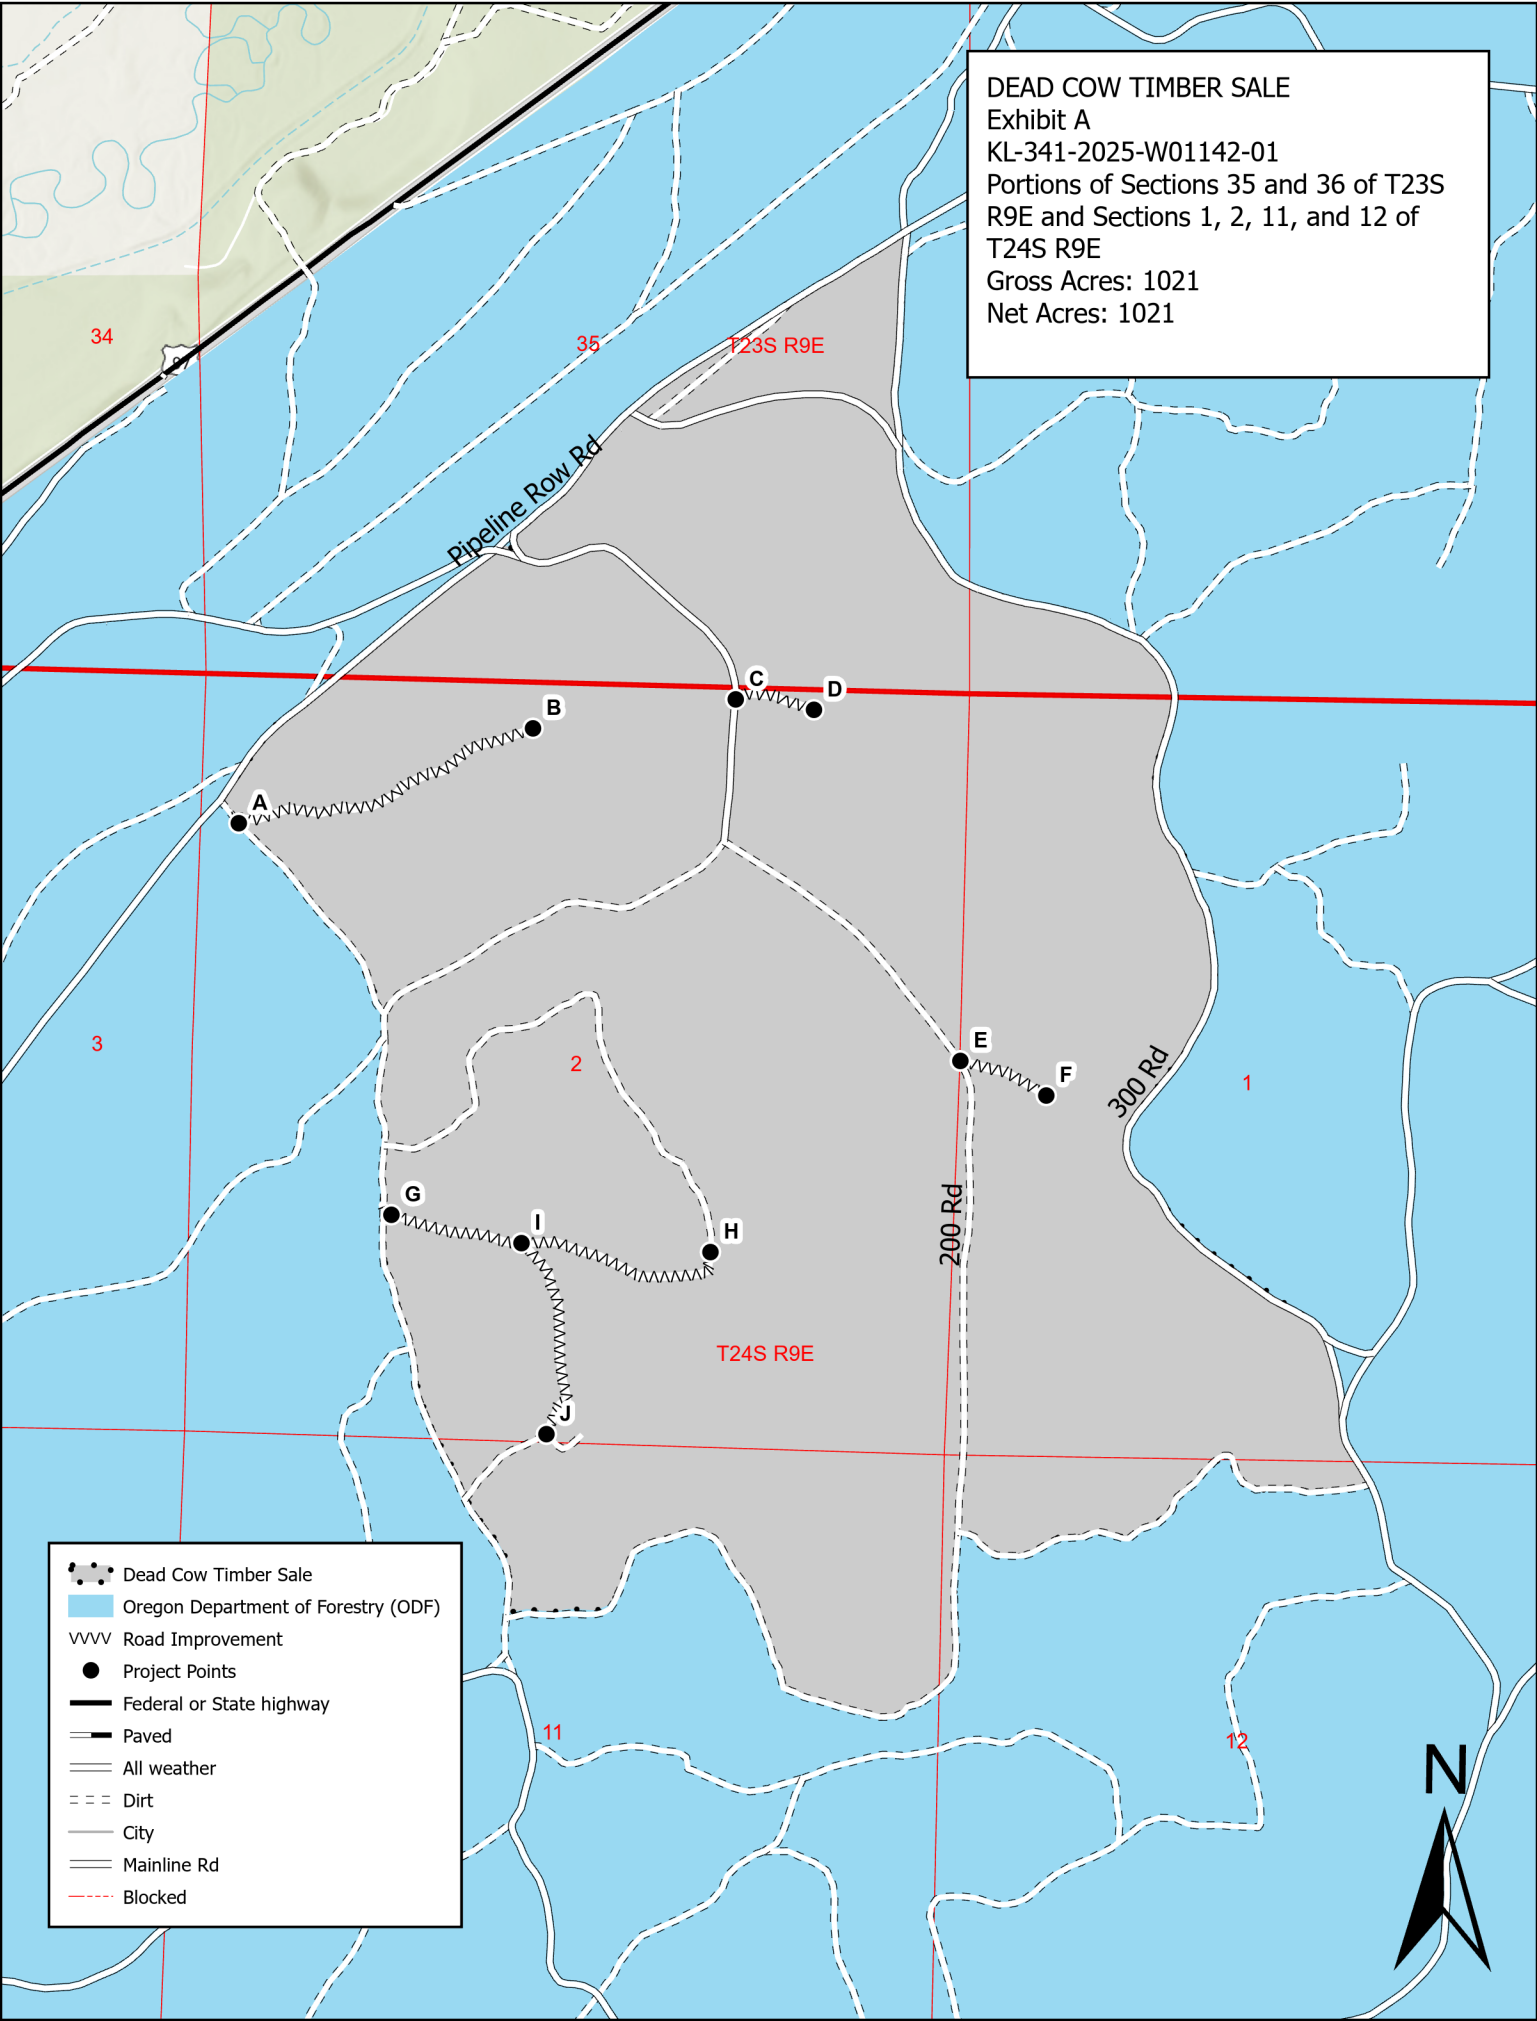 DEAD COW TIMBER SALE
Exhibit A
KL-341-2025-W01142-01
Portions of Sections 35 and 36 of T23S
R9E and Sections 1, 2, 11, and 12 of
T24S R9E
Gross Acres: 1021
Net Acres: 1021
34
35
T23S R9E
Pipeline Row Rd
C
D
B
A
3
2
E
F
300 Rd
1
G
I
H
200 Rd
T24S R9E
J
Dead Cow Timber Sale
Oregon Department of Forestry (ODF)
Road Improvement
Project Points
Federal or State highway
Paved
All weather
Dirt
City
Mainline Rd
Blocked
11
12
N